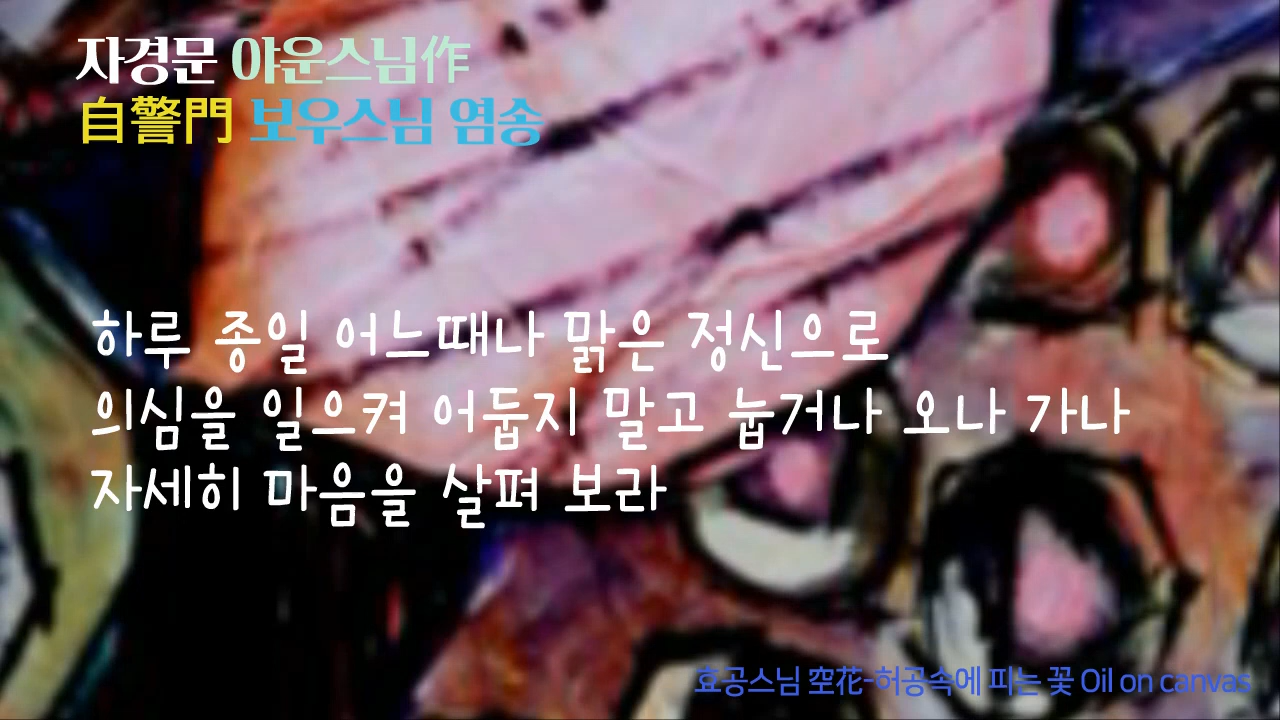 자경문 야운스님作
自警門 보우스님 염송
하루 종일 어느때나 맑은 정신으로
의심을 일으켜 어둡지 말고 눕거나 오나 가나
자세히 마음을 살펴 보라
효공스님 空花-허공속에 피는 꽃 Oil on canvas